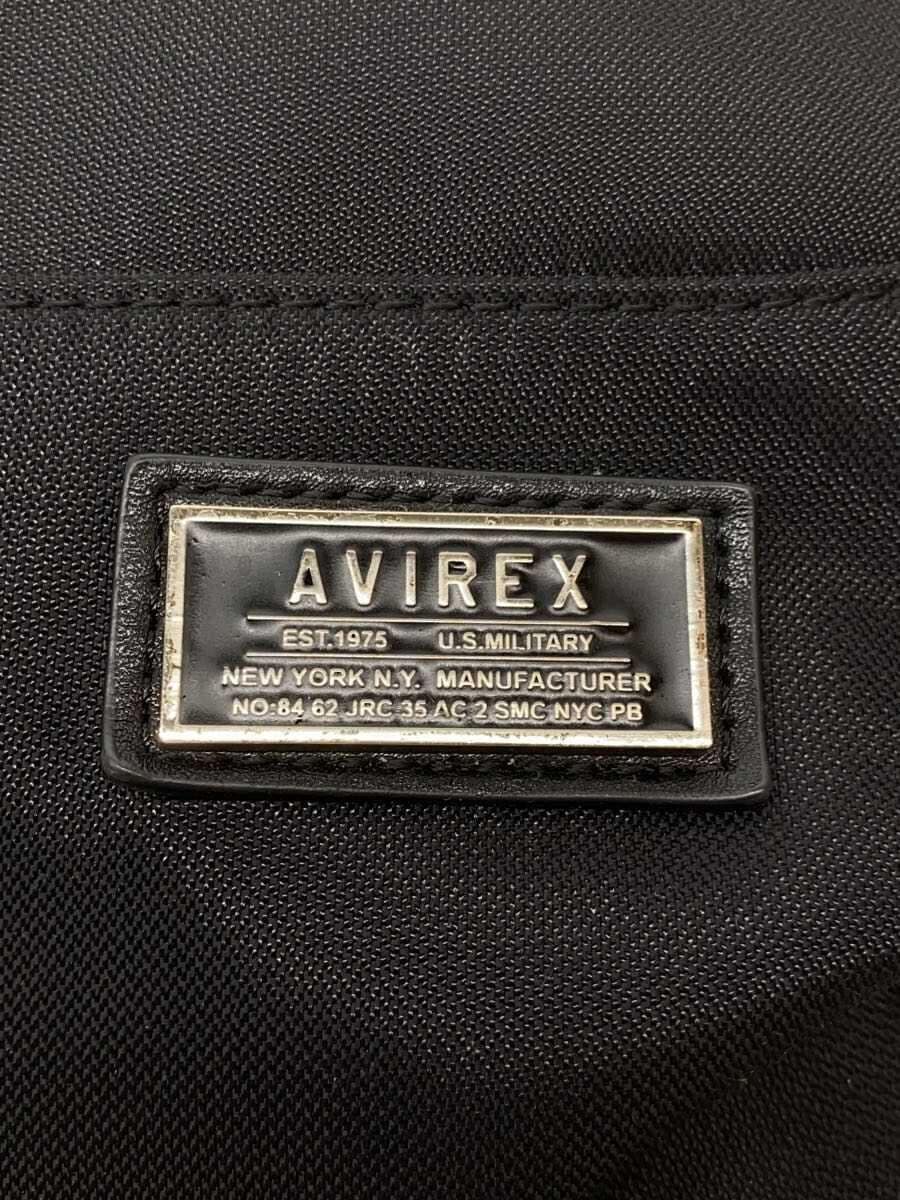 AVIREX
EST.1975 U.S.MILITARY
NEW YORK N.Y. MANUFACTURER
NO:84 62 JRC 35 AC 2 SMC NYC PB